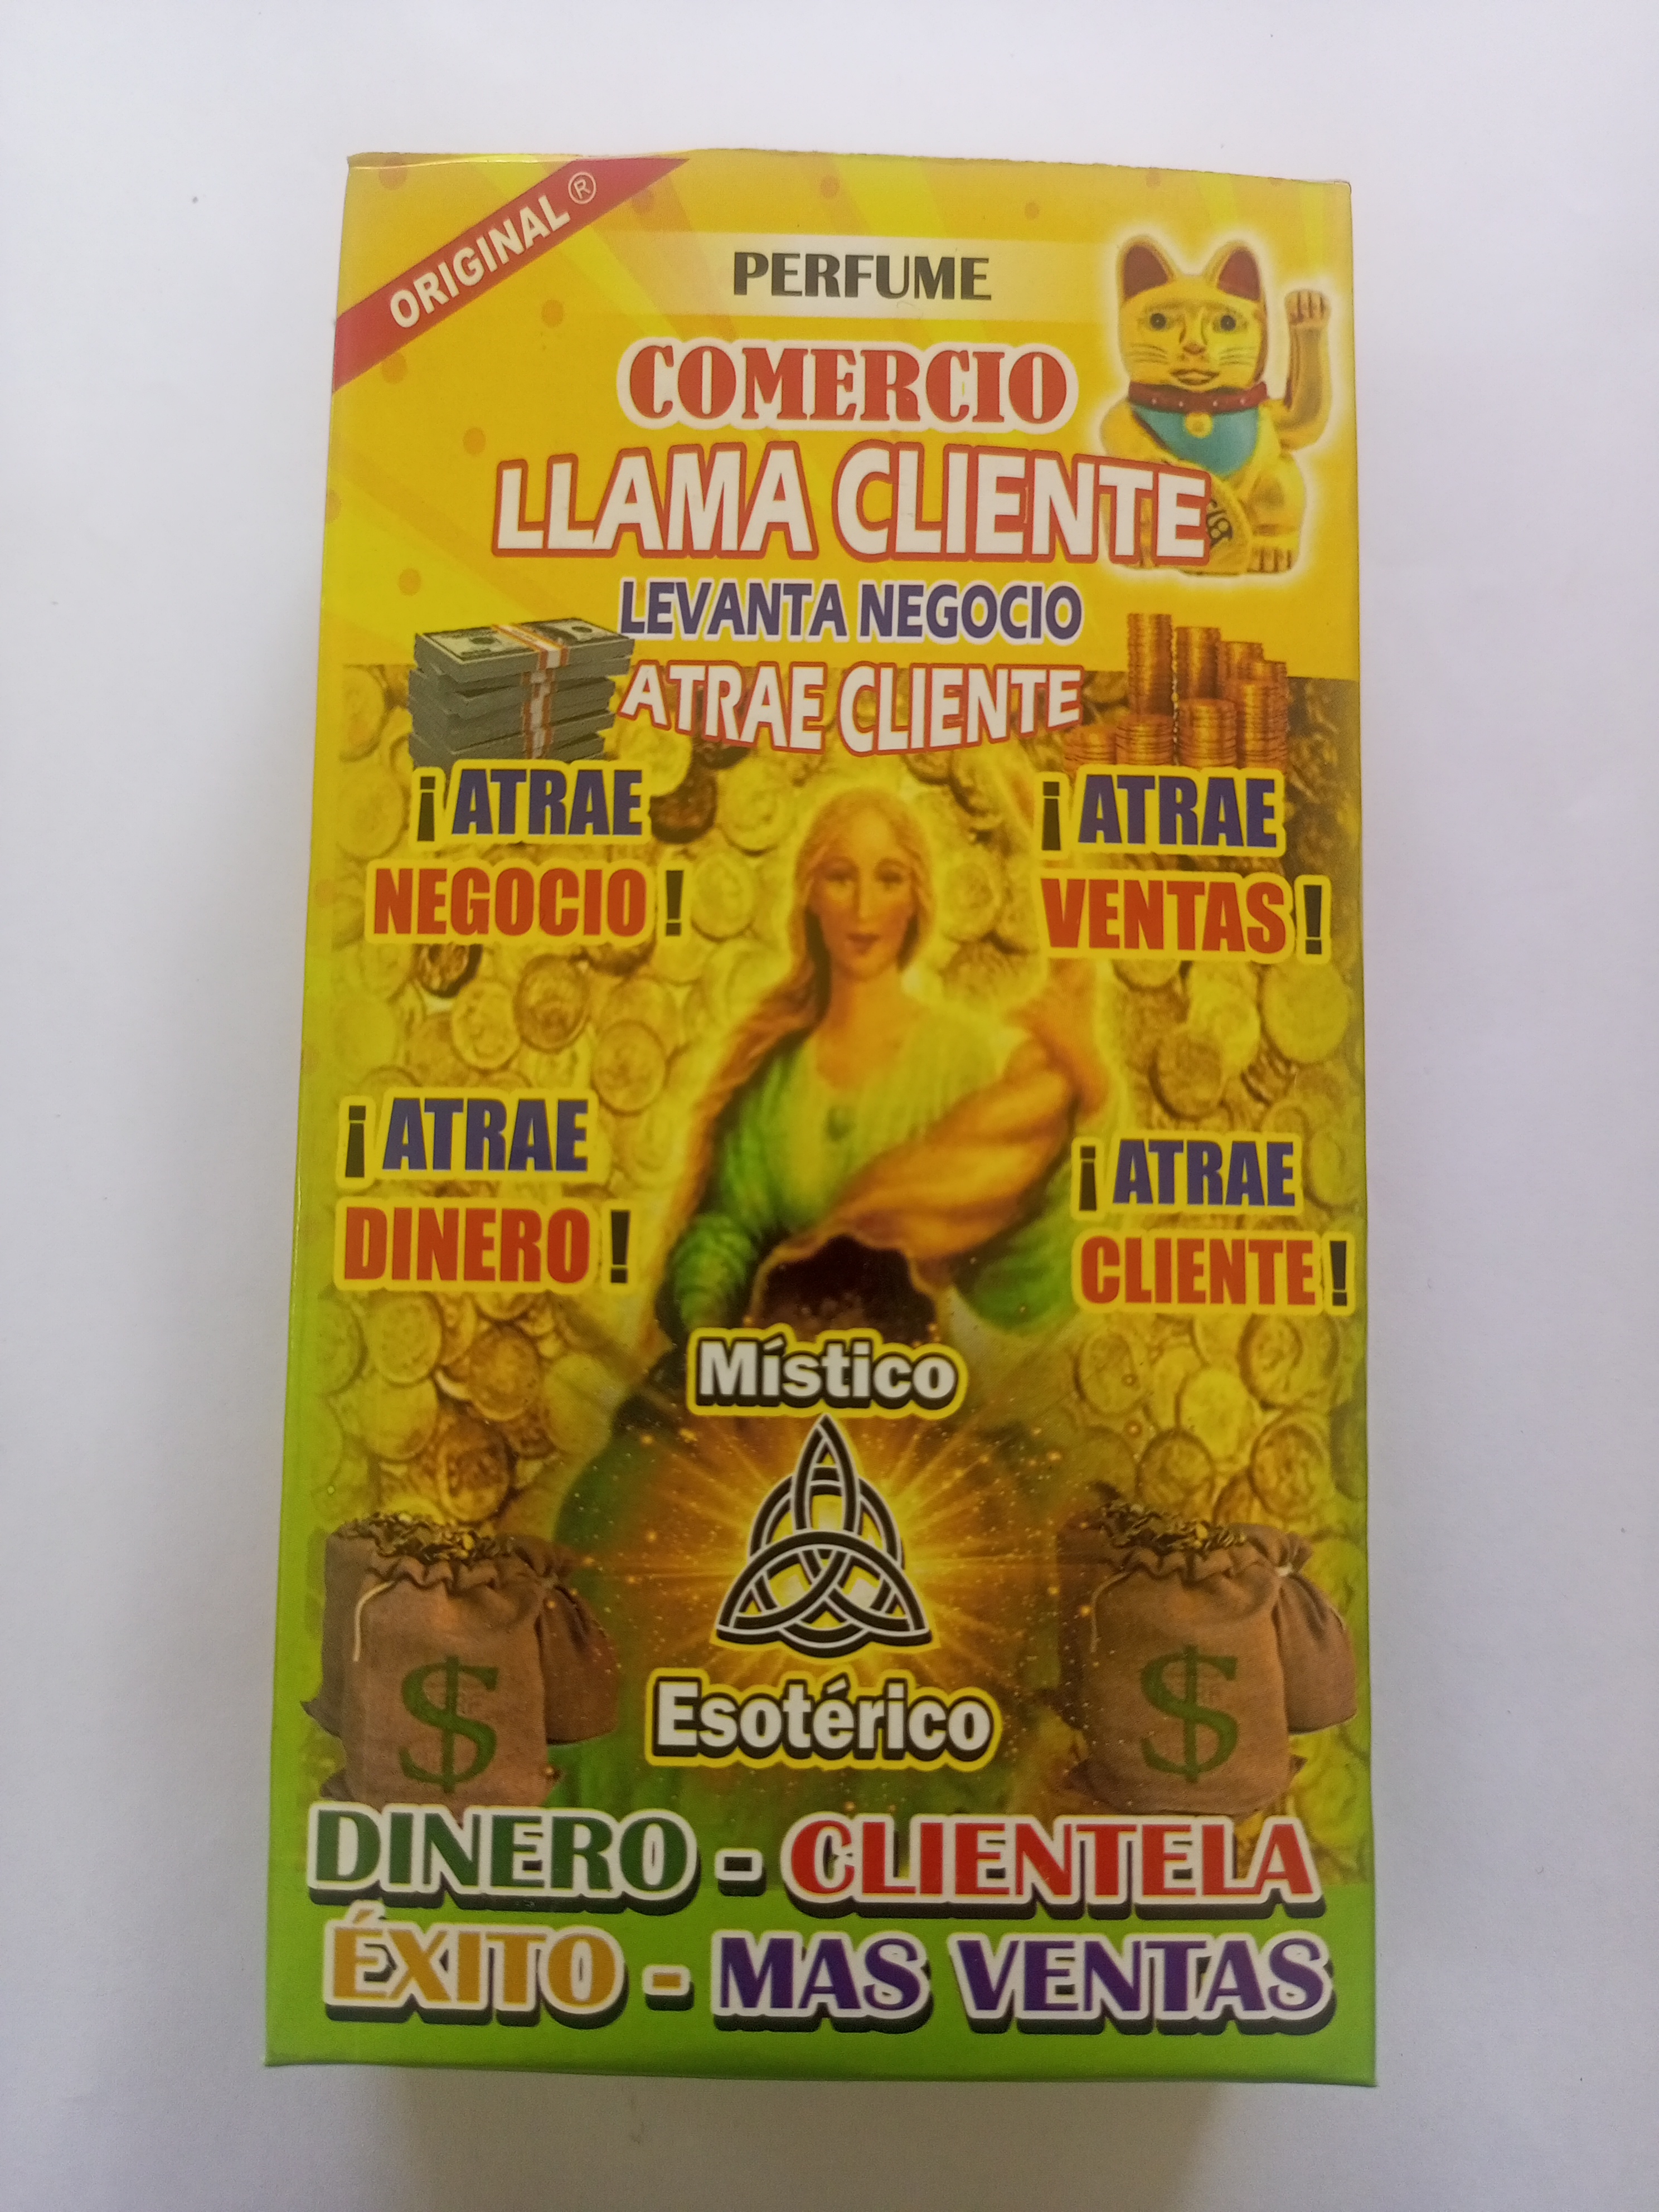 ORIGINAL ®
PERFUME
COMERCIO
LLAMA CLIENTE
LEVANTA NEGOCIO
ATRAE CLIENTE
¡ATRAE
NEGOCIO!
¡ATRAE
VENTAS!
¡ATRAE
DINERO!
¡ATRAE
CLIENTE!
Místico
Esotérico
$
$
DINERO - CLIENTELA
ÉXITO - MAS VENTAS